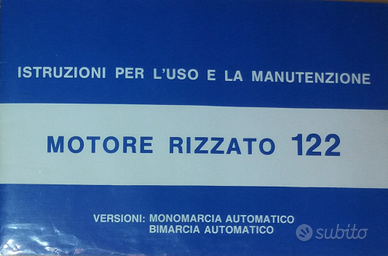 ISTRUZIONI PER L'USO E LA MANUTENZIONE
MOTORE RIZZATO 122
VERSIONI: MONOMARCIA AUTOMATICO
BIMARCIA AUTOMATICO
subito